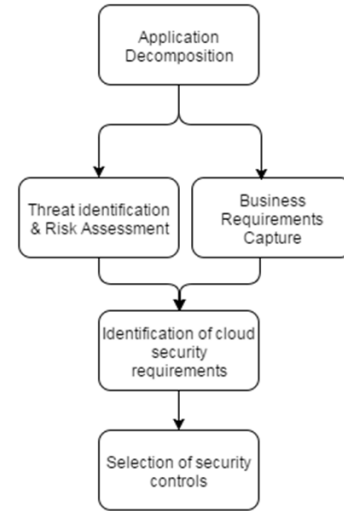 Application
Decomposition
Threat identification
& Risk Assessment
Business
Requirements
Capture
Identification of cloud
security
requirements
Selection of security
controls